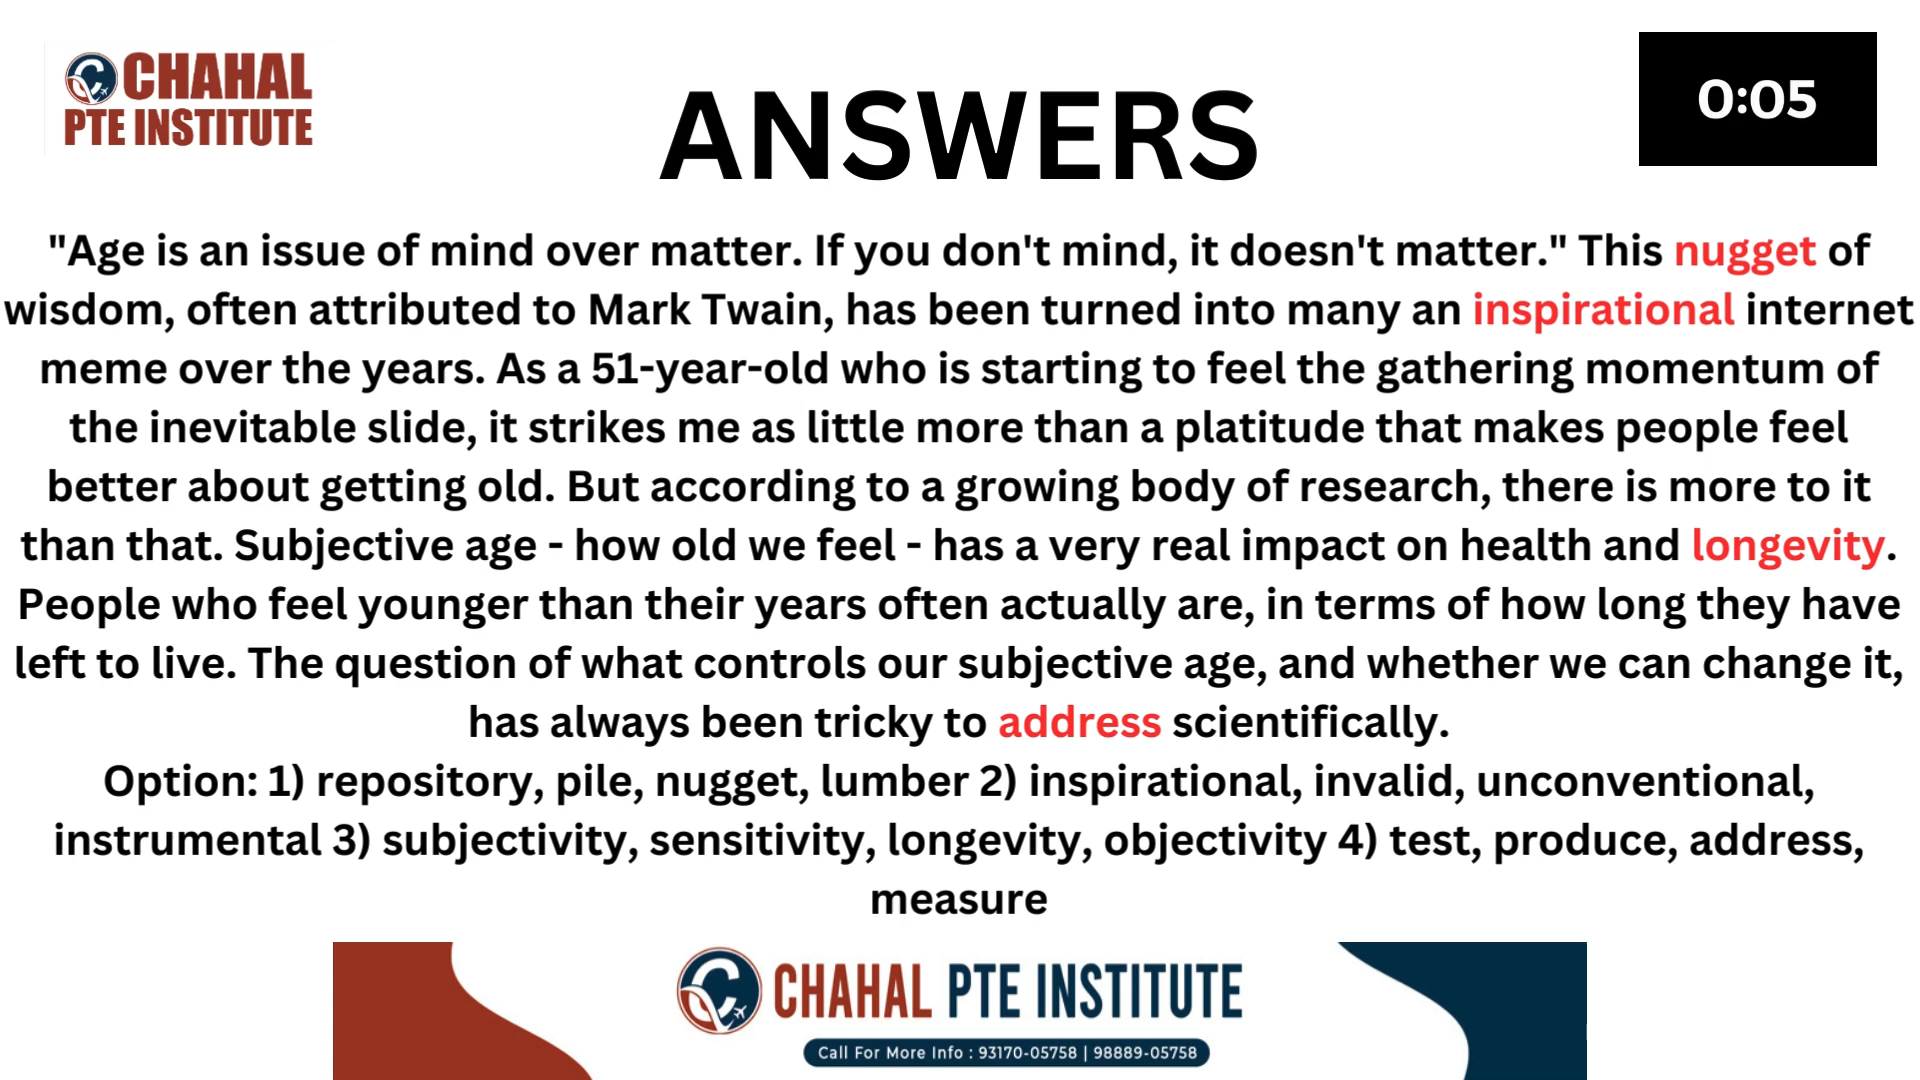 CHAHAL
PTE INSTITUTE
ANSWERS
0:05
"Age is an issue of mind over matter. If you don't mind, it doesn't matter." This nugget of
wisdom, often attributed to Mark Twain, has been turned into many an inspirational internet
meme over the years. As a 51-year-old who is starting to feel the gathering momentum of
the inevitable slide, it strikes me as little more than a platitude that makes people feel
better about getting old. But according to a growing body of research, there is more to it
than that. Subjective age - how old we feel - has a very real impact on health and longevity.
People who feel younger than their years often actually are, in terms of how long they have
left to live. The question of what controls our subjective age, and whether we can change it,
has always been tricky to address scientifically.
Option: 1) repository, pile, nugget, lumber 2) inspirational, invalid, unconventional,
instrumental 3) subjectivity, sensitivity, longevity, objectivity 4) test, produce, address,
measure
CHAHAL PTE INSTITUTE
Call For More Info : 93170-05758 | 98889-05758